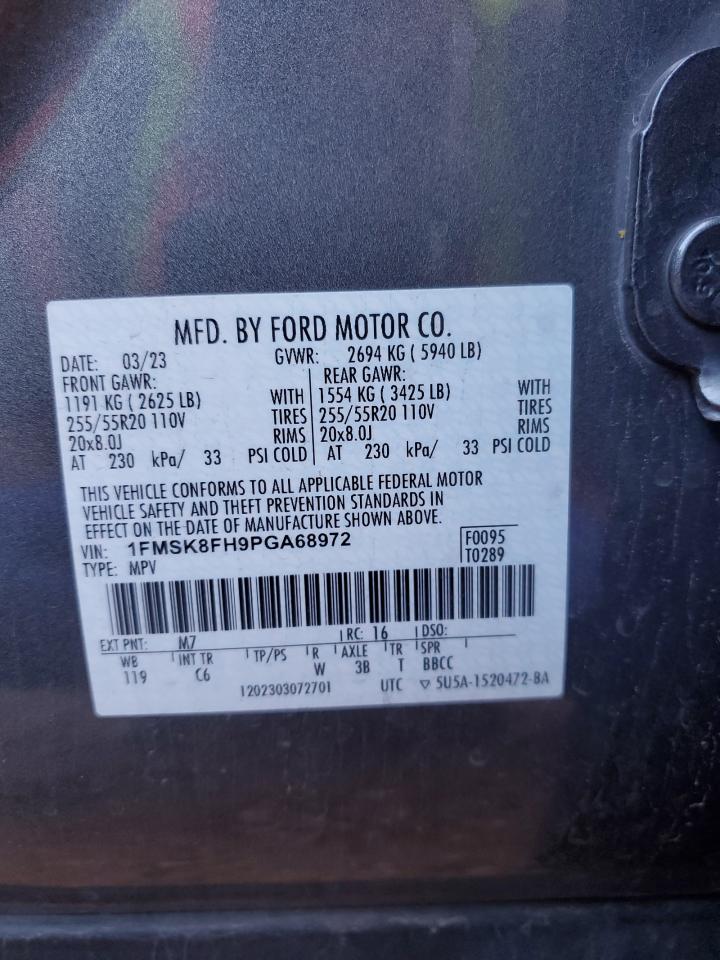 MFD. BY FORD MOTOR CO.
DATE: 03/23 GVWR: 2694 KG ( 5940 LB)
FRONT GAWR: REAR GAWR:
1191 KG ( 2625 LB) WITH 1554 KG ( 3425 LB) WITH
255/55R20 110V TIRES 255/55R20 110V TIRES
20x8.0J RIMS 20x8.0J RIMS
AT 230 kPa/ 33 PSI COLD AT 230 kPa/ 33 PSI COLD
THIS VEHICLE CONFORMS TO ALL APPLICABLE FEDERAL MOTOR
VEHICLE SAFETY AND THEFT PREVENTION STANDARDS IN
EFFECT ON THE DATE OF MANUFACTURE SHOWN ABOVE.
VIN: 1FMSK8FH9PGA68972 F0095
TYPE: MPV T0289
EXT PNT: M7 RC: 16 DSO:
WB INT TR TP/PS R AXLE TR SPR
119 C6 W 3B T BBCC
1202303072701 UTC ▽ 5U5A-1520472-BA